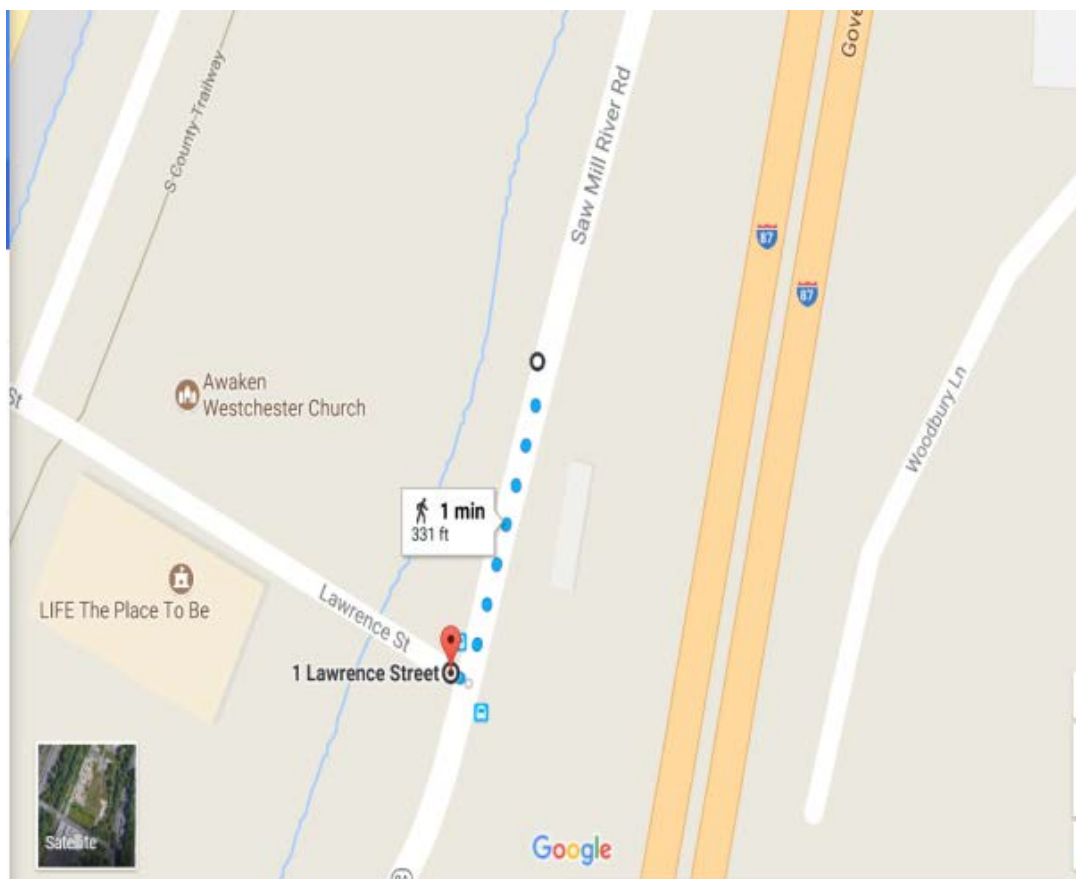 Gove
S County Trailway
Saw Mill River Rd
87
87
Awaken
Westchester Church
St
Woodbury Ln
1 min
331 ft
LIFE The Place To Be
Lawrence St
1 Lawrence Street
Satellite
Google